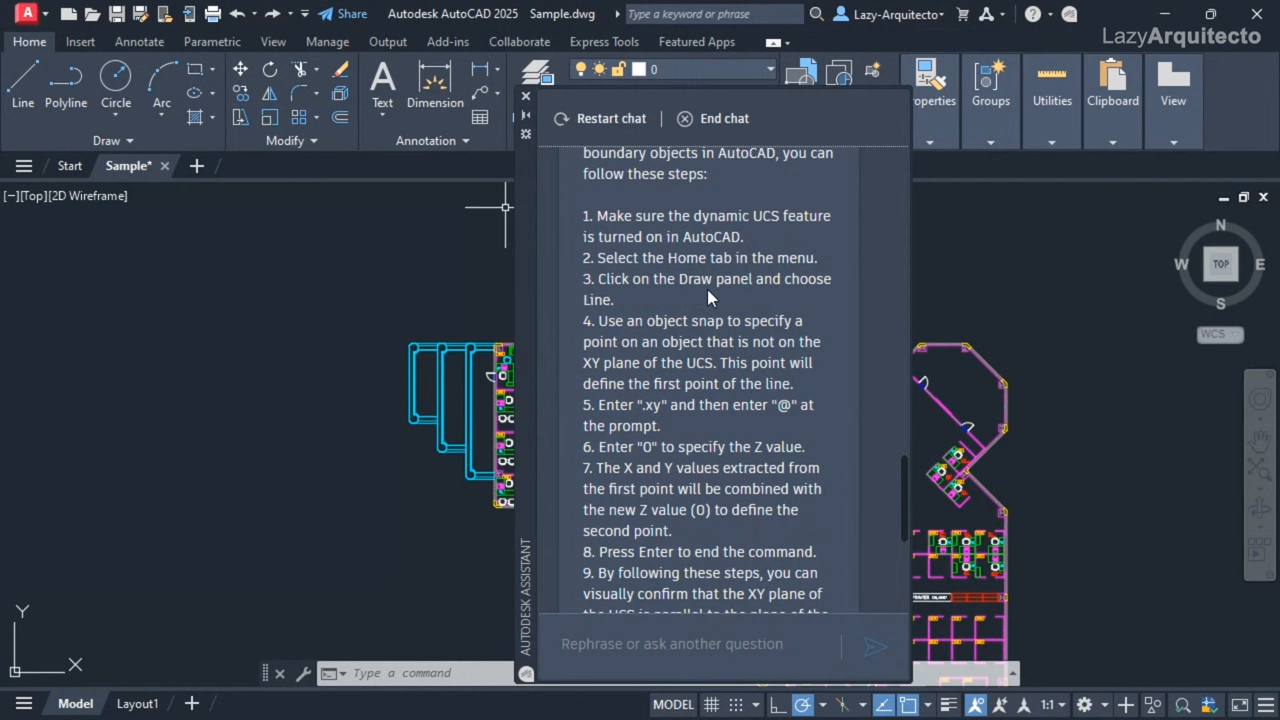 Share
Autodesk AutoCAD 2025
Sample.dwg
Type a keyword or phrase
Lazy-Arquitecto
LazyArquitecto
Home
Insert
Annotate
Parametric
View
Manage
Output
Add-ins
Collaborate
Express Tools
Featured Apps
Line
Polyline
Circle
Arc
Text
Dimension
0
operties
Groups
Utilities
Clipboard
View
Draw
Modify
Annotation
Start
Sample*
[−][Top][2D Wireframe]
Restart chat
End chat
boundary objects in AutoCAD, you can
follow these steps:
1. Make sure the dynamic UCS feature
is turned on in AutoCAD.
2. Select the Home tab in the menu.
3. Click on the Draw panel and choose
Line.
4. Use an object snap to specify a
point on an object that is not on the
XY plane of the UCS. This point will
define the first point of the line.
5. Enter ".xy" and then enter "@" at
the prompt.
6. Enter "0" to specify the Z value.
7. The X and Y values extracted from
the first point will be combined with
the new Z value (0) to define the
second point.
8. Press Enter to end the command.
9. By following these steps, you can
visually confirm that the XY plane of
the UCS is parallel to the plane of the
Rephrase or ask another question
AUTODESK ASSISTANT
N
W
TOP
E
S
WCS
Y
X
Type a command
Model
Layout1
MODEL
1:1